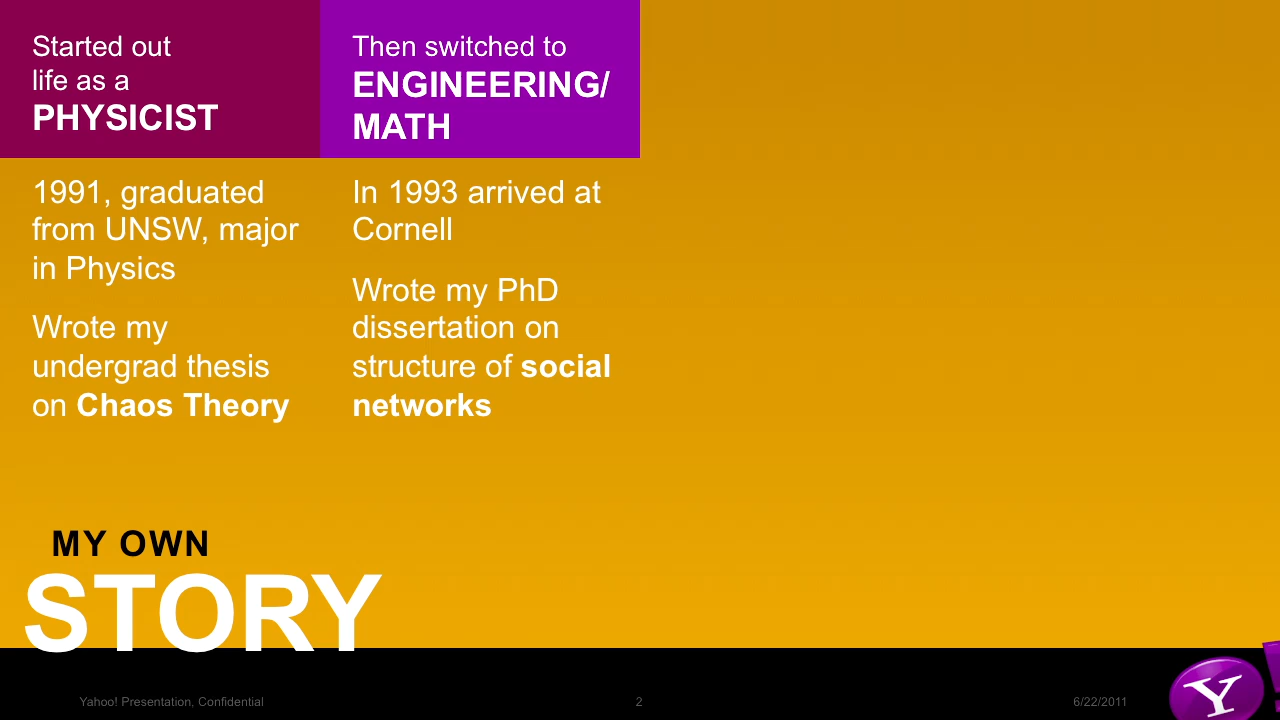 Started out
life as a
PHYSICIST
Then switched to
ENGINEERING/
MATH
1991, graduated
from UNSW, major
in Physics
Wrote my
undergrad thesis
on Chaos Theory
In 1993 arrived at
Cornell
Wrote my PhD
dissertation on
structure of social
networks
MY OWN
STORY
Yahoo! Presentation, Confidential
2
6/22/2011
Y!